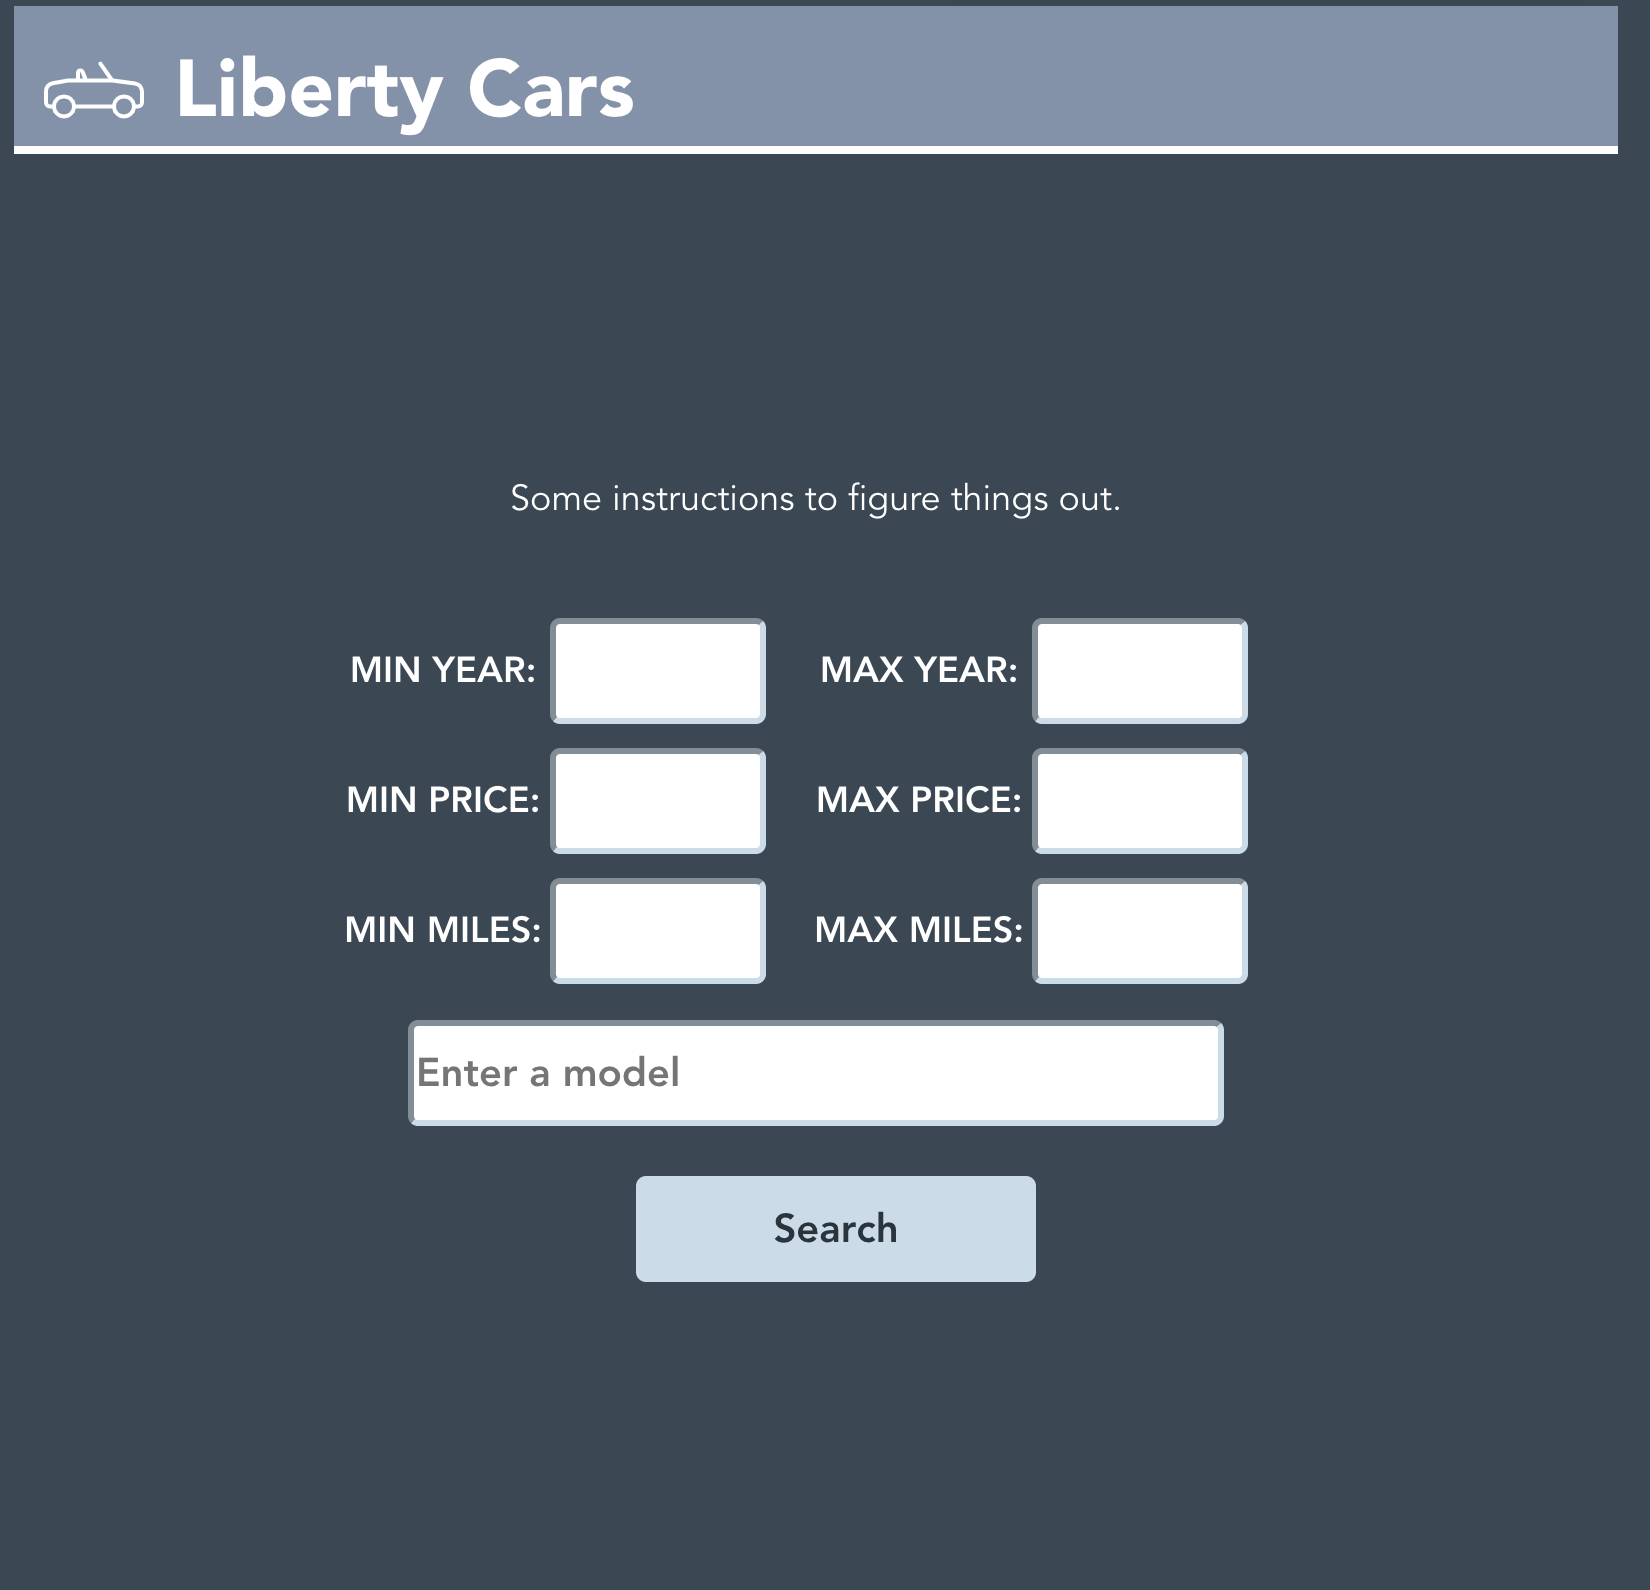 Liberty Cars
Some instructions to figure things out.
MIN YEAR: MAX YEAR:
MIN PRICE: MAX PRICE:
MIN MILES: MAX MILES:
Enter a model
Search